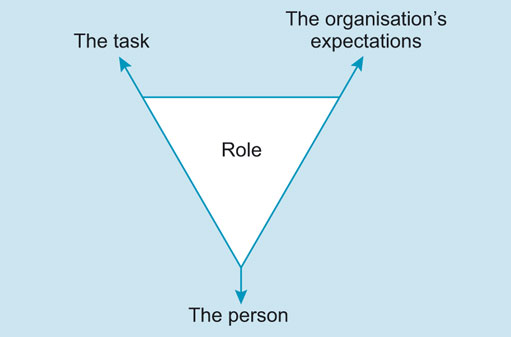 The task
The organisation's
expectations
Role
The person